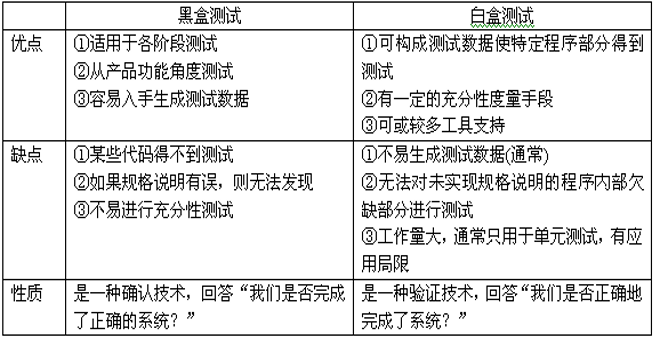 黑盒测试
白盒测试
优点
①适用于各阶段测试
②从产品功能角度测试
③容易入手生成测试数据
①可构成测试数据使特定程序部分得到
测试
②有一定的充分性度量手段
③可或较多工具支持
缺点
①某些代码得不到测试
②如果规格说明有误，则无法发现
③不易进行充分性测试
①不易生成测试数据(通常)
②无法对未实现规格说明的程序内部欠
缺部分进行测试
③工作量大，通常只用于单元测试，有应
用局限
性质
是一种确认技术，回答“我们是否完成
了正确的系统？”
是一种验证技术，回答“我们是否正确地
完成了系统？”